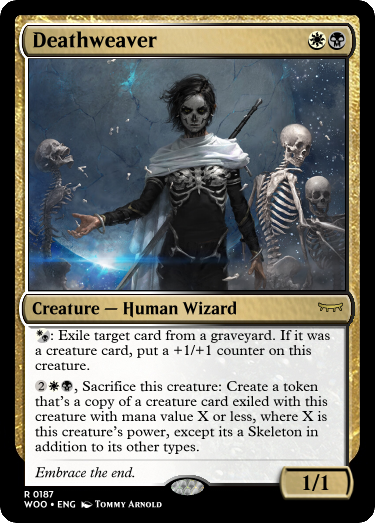 Deathweaver
Creature — Human Wizard
: Exile target card from a graveyard. If it was
a creature card, put a +1/+1 counter on this
creature.
2, Sacrifice this creature: Create a token
that's a copy of a creature card exiled with this
creature with mana value X or less, where X is
this creature's power, except its a Skeleton in
addition to its other types.
Embrace the end.
1/1
R 0187
WOO • ENG Tommy Arnold